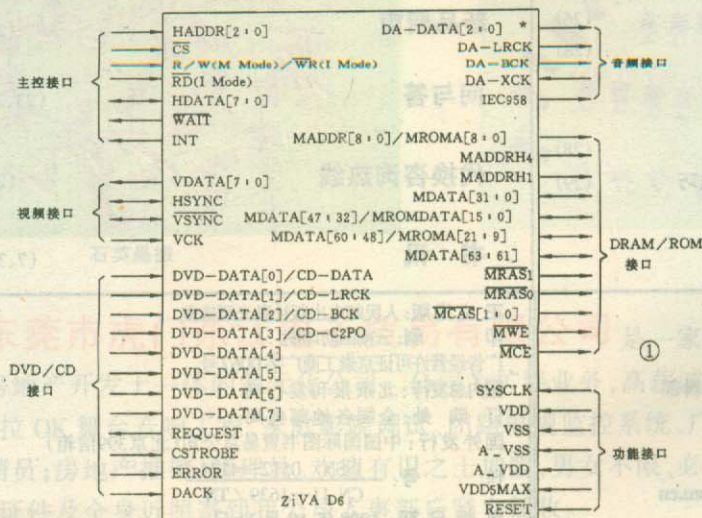 主控接口
HADDR[2:0]
CS
R/W(M Mode)/WR(I Mode)
RD(I Mode)
HDATA[7:0]
WAIT
INT
视频接口
VDATA[7:0]
HSYNC
VSYNC
VCK
DVD/CD
接口
DVD-DATA[0]/CD-DATA
DVD-DATA[1]/CD-LRCK
DVD-DATA[2]/CD-BCK
DVD-DATA[3]/CD-C2PO
DVD-DATA[4]
DVD-DATA[5]
DVD-DATA[6]
DVD-DATA[7]
REQUEST
CSTROBE
ERROR
DACK
ZiVA D6
DA-DATA[2:0] *
DA-LRCK
DA-BCK
DA-XCK
IEC958
音频接口
MADDR[8:0]/MROMA[8:0]
MADDRH4
MADDRH1
MDATA[31:0]
MDATA[47:32]/MROMDATA[15:0]
MDATA[60:48]/MROMA[21:9]
MDATA[63:61]
MRAS1
MRAS0
MCAS[1:0]
MWE
MCE
DRAM/ROM
接口
①
SYSCLK
VDD
VSS
A-VSS
A-VDD
VDD5MAX
RESET
功能接口